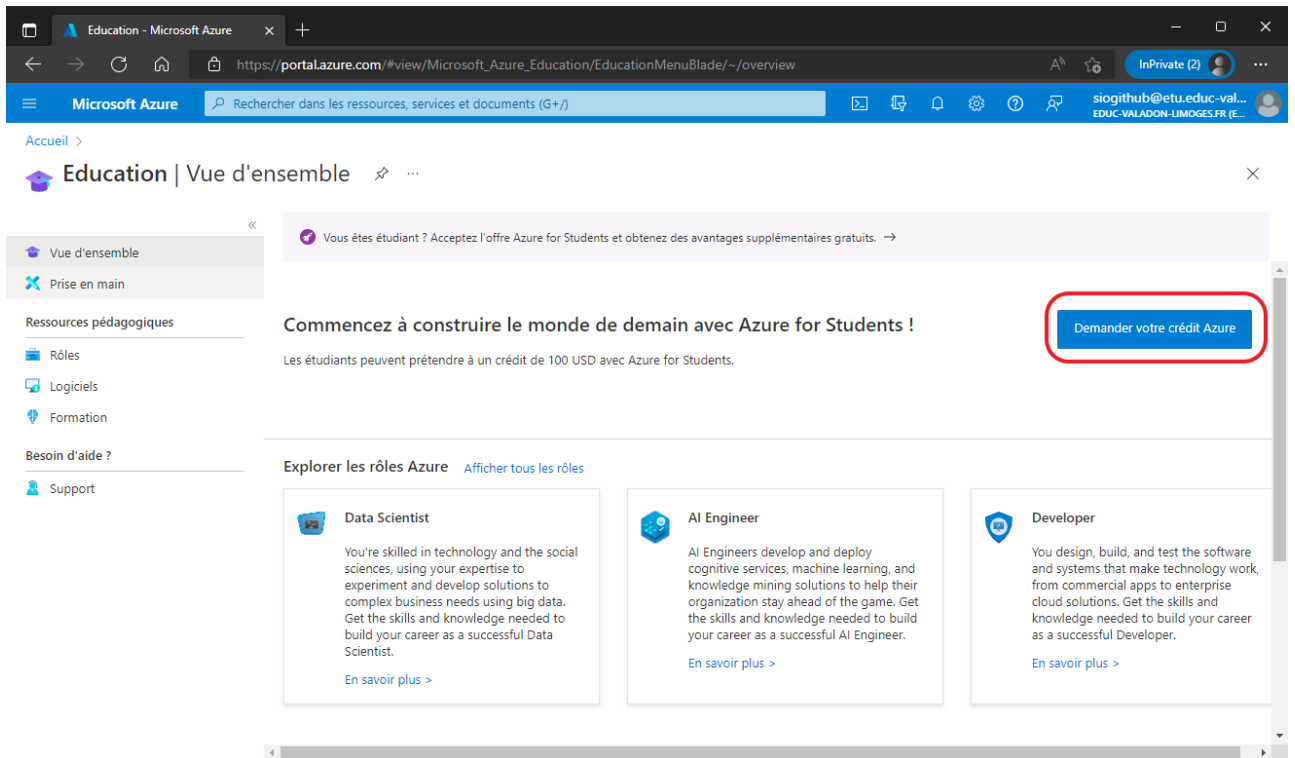 Education - Microsoft Azure
https://portal.azure.com/#view/Microsoft_Azure_Education/EducationMenuBlade/~/overview
InPrivate (2)
Microsoft Azure
Rechercher dans les ressources, services et documents (G+/)
siogithub@etu.educ-val...
EDUC-VALADON-LIMOGES.FR (E...
Accueil >
Education | Vue d'ensemble
Vous êtes étudiant ? Acceptez l'offre Azure for Students et obtenez des avantages supplémentaires gratuits. →
Vue d'ensemble
Prise en main
Ressources pédagogiques
Rôles
Logiciels
Formation
Besoin d'aide ?
Support
Commencez à construire le monde de demain avec Azure for Students !
Les étudiants peuvent prétendre à un crédit de 100 USD avec Azure for Students.
Demander votre crédit Azure
Explorer les rôles Azure Afficher tous les rôles
Data Scientist
You're skilled in technology and the social
sciences, using your expertise to
experiment and develop solutions to
complex business needs using big data.
Get the skills and knowledge needed to
build your career as a successful Data
Scientist.
En savoir plus >
AI Engineer
AI Engineers develop and deploy
cognitive services, machine learning, and
knowledge mining solutions to help their
organization stay ahead of the game. Get
the skills and knowledge needed to build
your career as a successful AI Engineer.
En savoir plus >
Developer
You design, build, and test the software
and systems that make technology work,
from commercial apps to enterprise
cloud solutions. Get the skills and
knowledge needed to build your career
as a successful Developer.
En savoir plus >